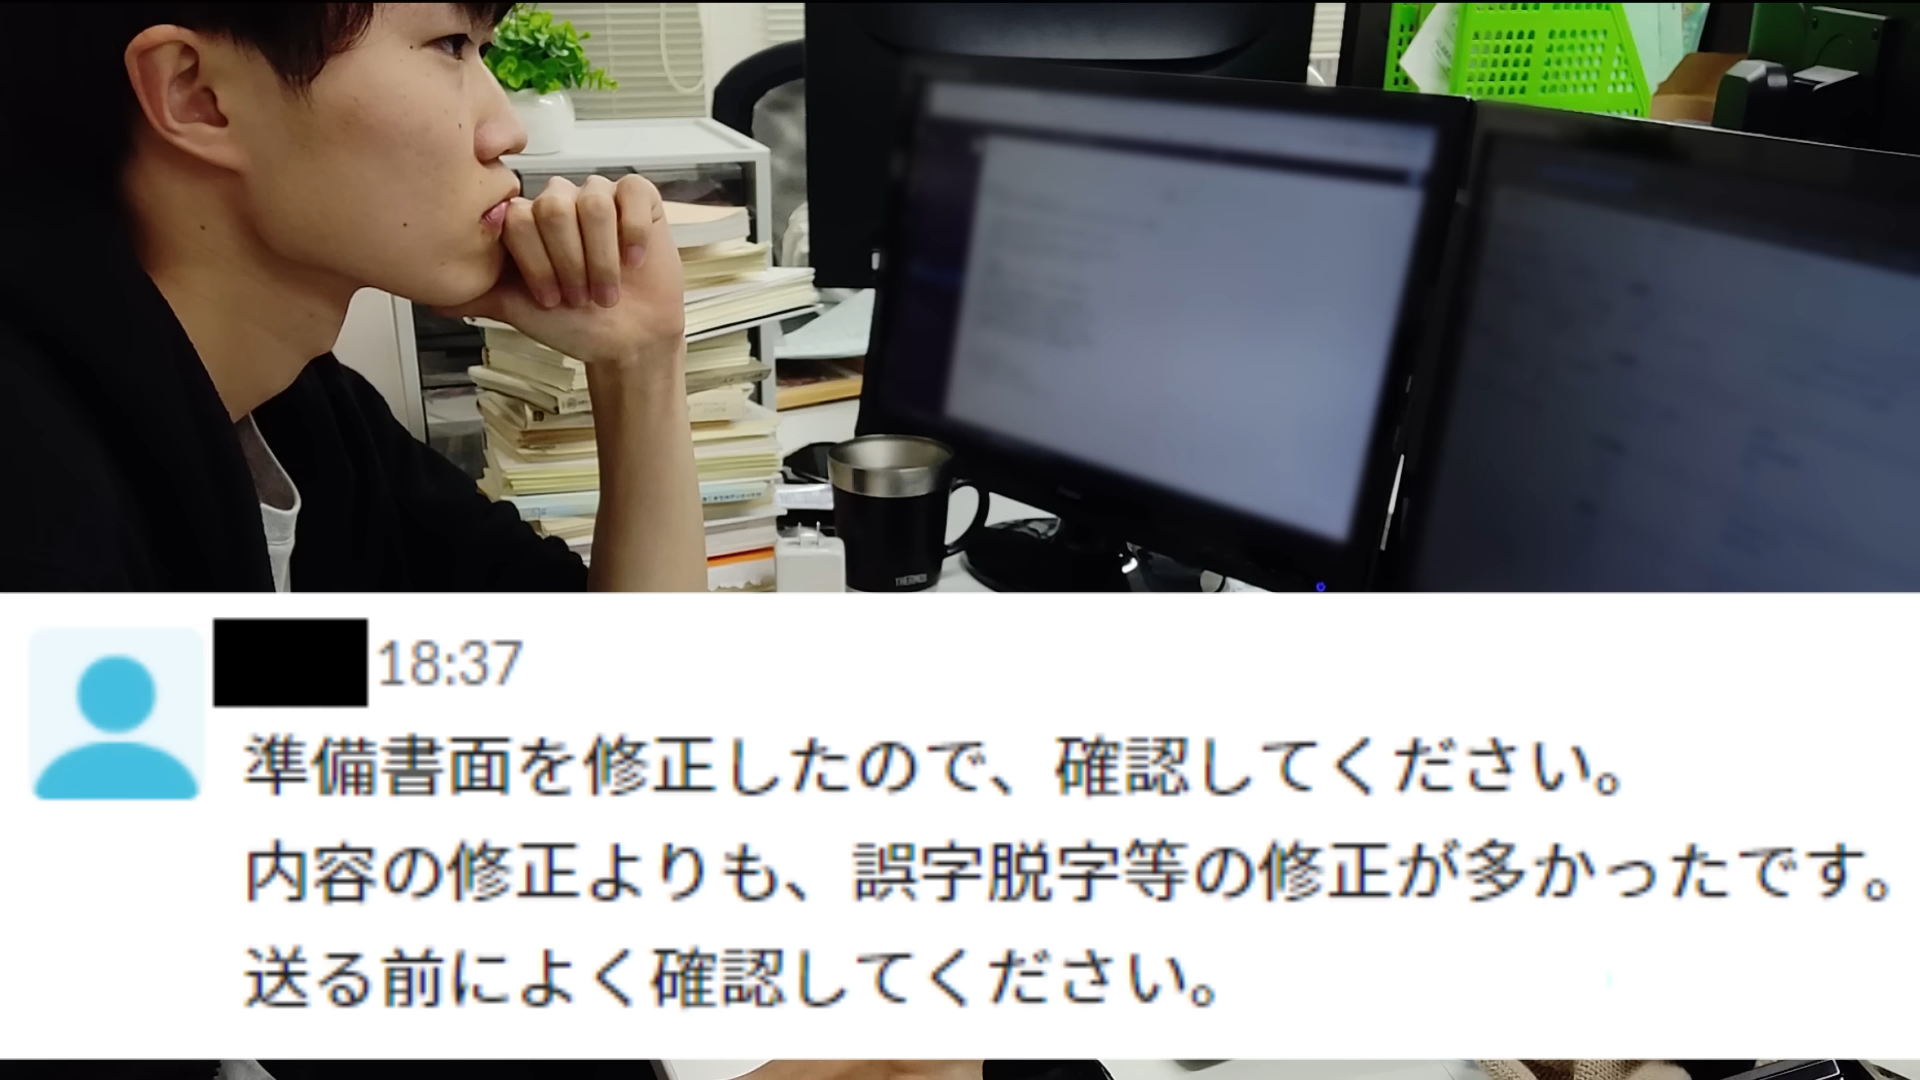 THERMOS
18:37
準備書面を修正したので、確認してください。
内容の修正よりも、誤字脱字等の修正が多かったです。
送る前によく確認してください。